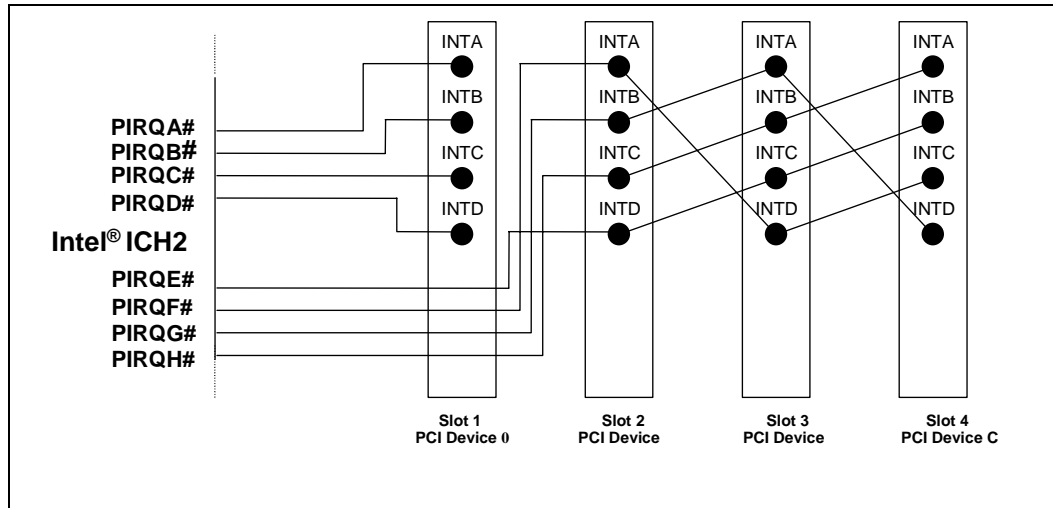 INTA INTA INTA INTA
INTB INTB INTB INTB
INTC INTC INTC INTC
INTD INTD INTD INTD
PIRQA#
PIRQB#
PIRQC#
PIRQD#
Intel® ICH2
PIRQE#
PIRQF#
PIRQG#
PIRQH#
Slot 1
PCI Device 0
Slot 2
PCI Device
Slot 3
PCI Device
Slot 4
PCI Device C